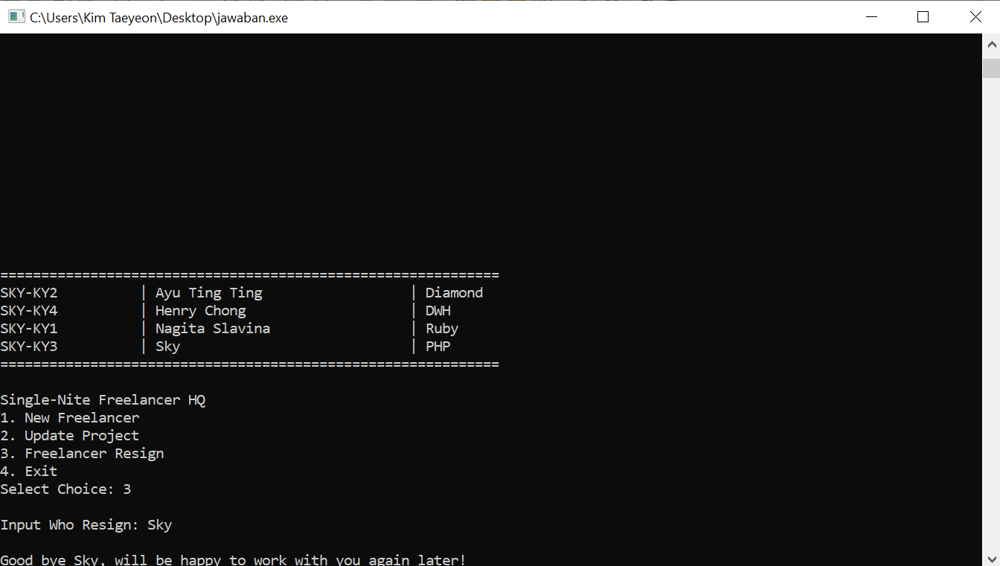 C:\Users\Kim Taeyeon\Desktop\jawaban.exe
=============================================================
SKY-KY2          | Ayu Ting Ting                  | Diamond
SKY-KY4          | Henry Chong                    | DWH
SKY-KY1          | Nagita Slavina                 | Ruby
SKY-KY3          | Sky                            | PHP
=============================================================
Single-Nite Freelancer HQ
1. New Freelancer
2. Update Project
3. Freelancer Resign
4. Exit
Select Choice: 3
Input Who Resign: Sky
Good bye Sky, will be happy to work with you again later!